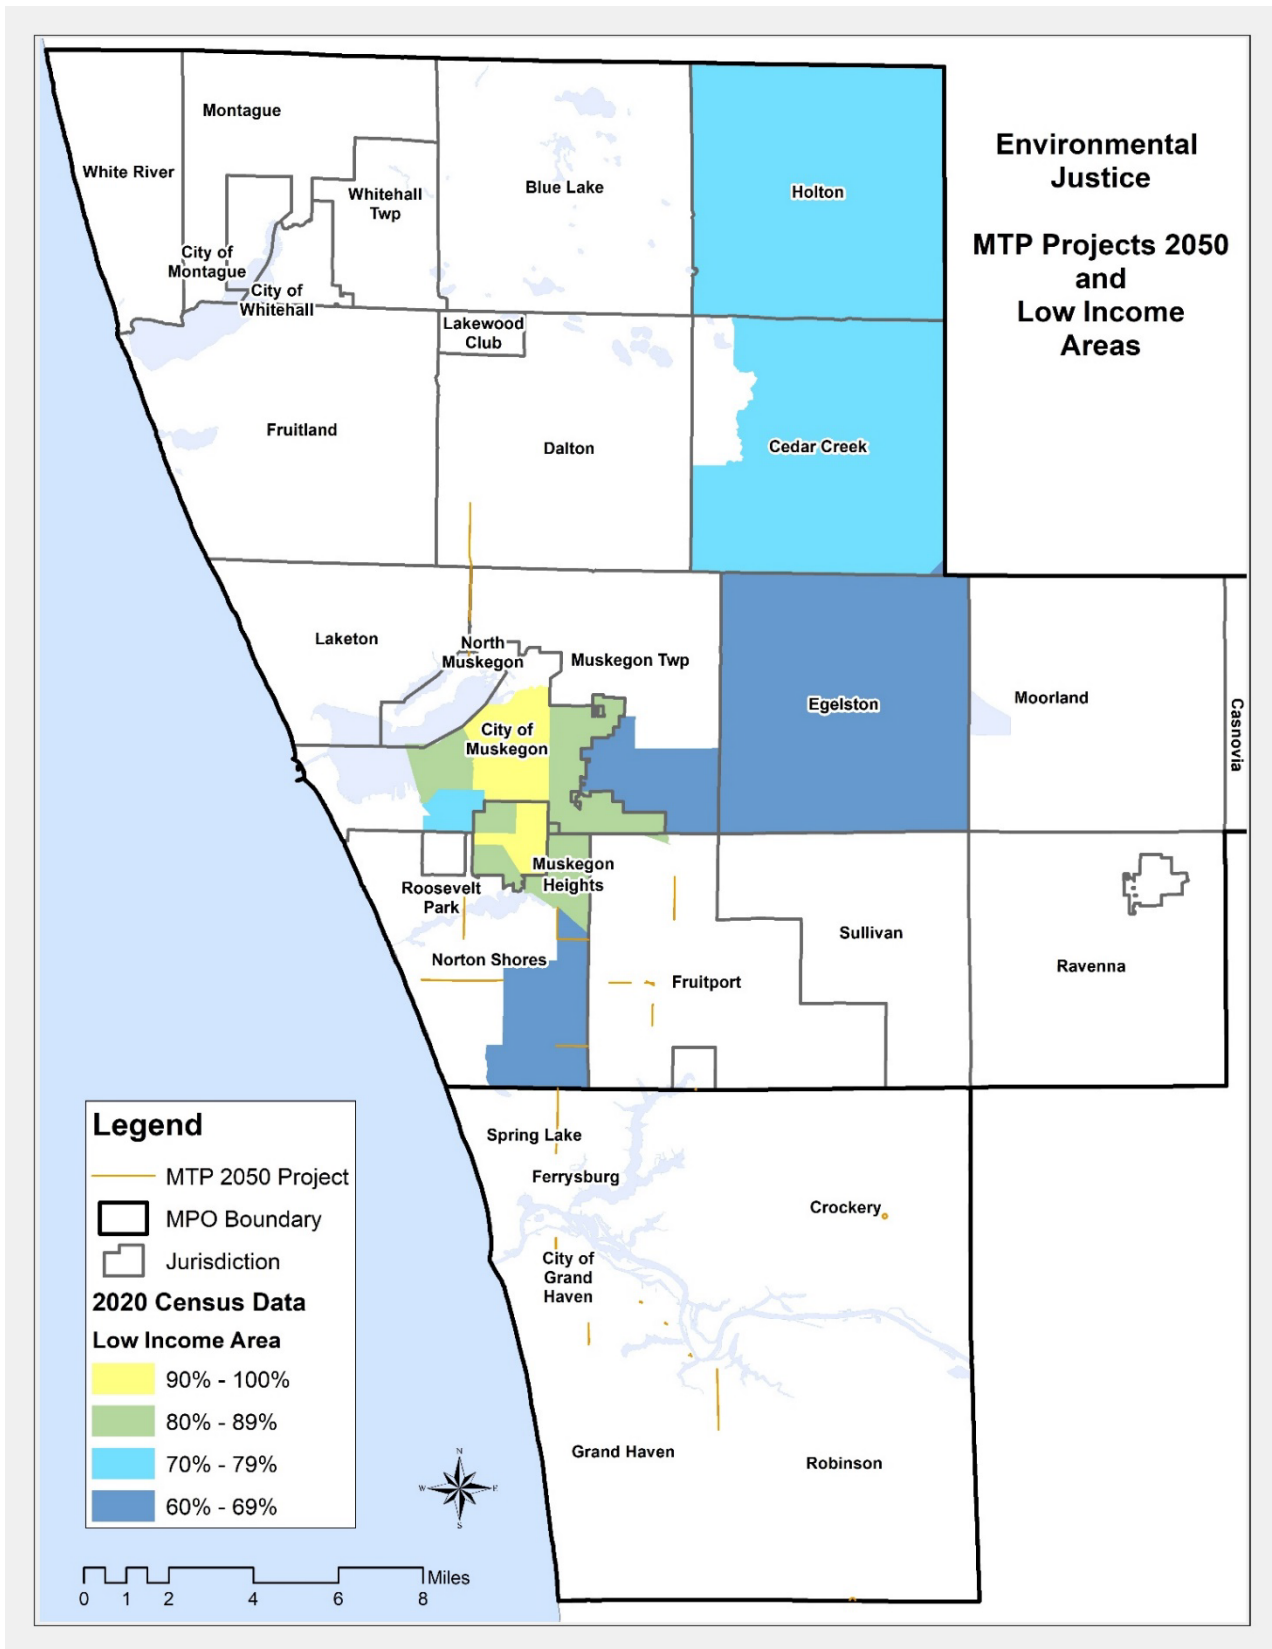 Environmental
Justice
MTP Projects 2050
and
Low Income
Areas
Montague
White River
Whitehall
Twp
Blue Lake
Holton
City of
Montague
City of
Whitehall
Lakewood
Club
Fruitland
Dalton
Cedar Creek
Laketon
North
Muskegon
Muskegon Twp
Egelston
Moorland
Casnovia
City of
Muskegon
Muskegon
Heights
Roosevelt
Park
Norton Shores
Fruitport
Sullivan
Ravenna
Spring Lake
Ferrysburg
Crockery
City of
Grand
Haven
Grand Haven
Robinson
Legend
MTP 2050 Project
MPO Boundary
Jurisdiction
2020 Census Data
Low Income Area
90% - 100%
80% - 89%
70% - 79%
60% - 69%
N
W E
S
Miles
0 1 2 4 6 8